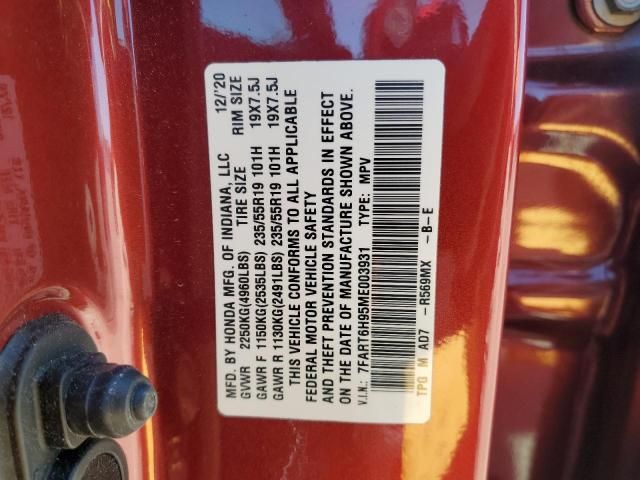 MFD. BY HONDA MFG. OF INDIANA, LLC 12/'20
GVWR 2250KG(4960LBS) TIRE SIZE RIM SIZE
GAWR F 1150KG(2535LBS) 235/55R19 101H 19X7.5J
GAWR R 1130KG(2491LBS) 235/55R19 101H 19X7.5J
THIS VEHICLE CONFORMS TO ALL APPLICABLE
FEDERAL MOTOR VEHICLE SAFETY
AND THEFT PREVENTION STANDARDS IN EFFECT
ON THE DATE OF MANUFACTURE SHOWN ABOVE.
V.I.N.: 7FART6H95ME003931 TYPE: MPV
TPG M AD7 -R569MX -B-E